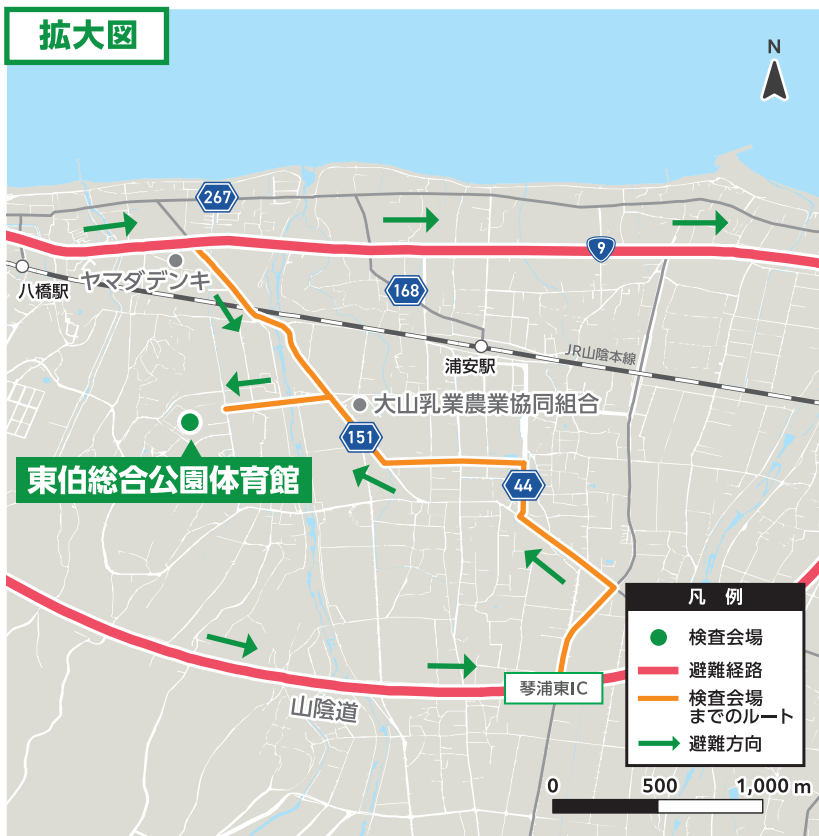 拡大図
N
267
9
ヤマダデンキ
八橋駅
168
JR山陰本線
浦安駅
大山乳業農業協同組合
151
東伯総合公園体育館
44
凡 例
検査会場
避難経路
検査会場
までのルート
避難方向
琴浦東IC
山陰道
0 500 1,000 m